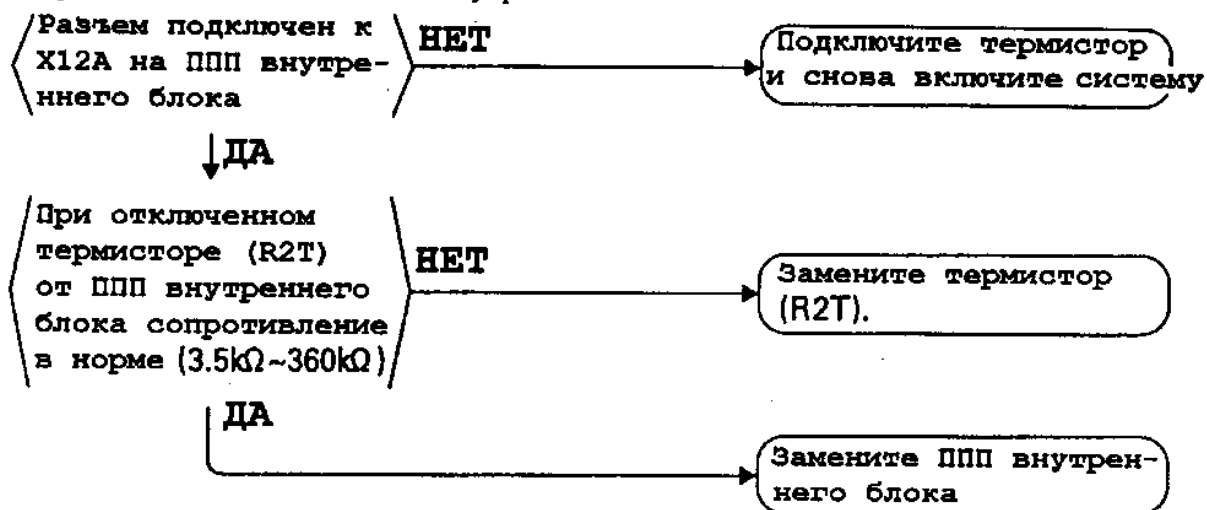 Разъем подключен к
X12A на ППП внутре-
ннего блока
НЕТ
Подключите термистор
и снова включите систему
ДА
При отключенном
термисторе (R2T)
от ППП внутреннего
блока сопротивление
в норме (3.5kΩ~360kΩ)
НЕТ
Замените термистор
(R2T).
ДА
Замените ППП внутрен-
него блока